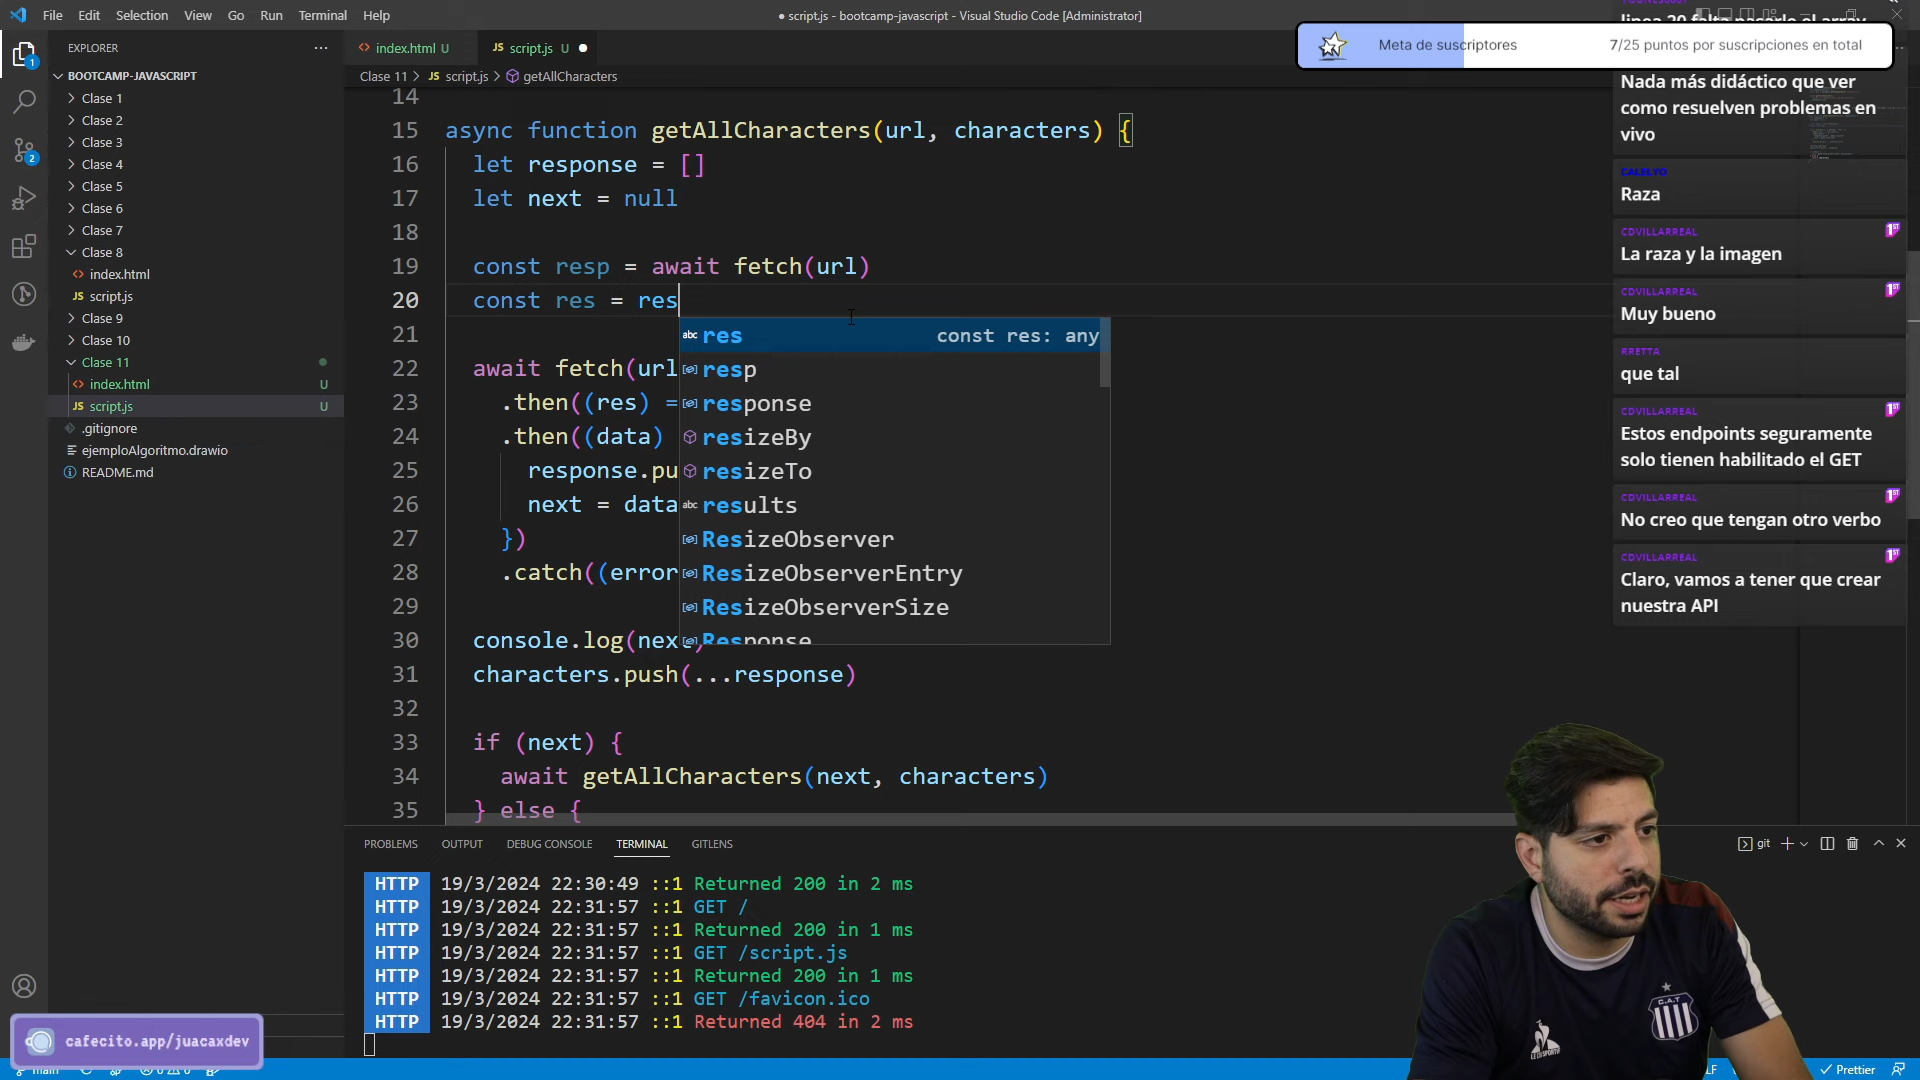 File Edit Selection View Go Run Terminal Help
● script.js - bootcamp-javascript - Visual Studio Code [Administrator]
EXPLORER
BOOTCAMP-JAVASCRIPT
Clase 1
Clase 2
Clase 3
Clase 4
Clase 5
Clase 6
Clase 7
Clase 8
index.html
JS script.js
Clase 9
Clase 10
Clase 11
index.html U
JS script.js U
.gitignore
ejemploAlgoritmo.drawio
README.md
1
2
index.html U
JS script.js U
Clase 11 > JS script.js > getAllCharacters
14
15 async function getAllCharacters(url, characters) {
16 let response = []
17 let next = null
18
19 const resp = await fetch(url)
20 const res = res
21
22 await fetch(url
23 .then((res) =
24 .then((data)
25 response.pu
26 next = data
27 })
28 .catch((error
29
30 console.log(next)
31 characters.push(...response)
32
33 if (next) {
34 await getAllCharacters(next, characters)
35 } else {
abc res const res: any
resp
response
resizeBy
resizeTo
abc results
ResizeObserver
ResizeObserverEntry
ResizeObserverSize
Response
PROBLEMS OUTPUT DEBUG CONSOLE TERMINAL GITLENS
git
HTTP 19/3/2024 22:30:49 ::1 Returned 200 in 2 ms
HTTP 19/3/2024 22:31:57 ::1 GET /
HTTP 19/3/2024 22:31:57 ::1 Returned 200 in 1 ms
HTTP 19/3/2024 22:31:57 ::1 GET /script.js
HTTP 19/3/2024 22:31:57 ::1 Returned 200 in 1 ms
HTTP 19/3/2024 22:31:57 ::1 GET /favicon.ico
HTTP 19/3/2024 22:31:57 ::1 Returned 404 in 2 ms
Meta de suscriptores 7/25 puntos por suscripciones en total
Nada más didáctico que ver
como resuelven problemas en
vivo
CALELYO
Raza
CDVILLARREAL
La raza y la imagen
CDVILLARREAL
Muy bueno
RRETTA
que tal
CDVILLARREAL
Estos endpoints seguramente
solo tienen habilitado el GET
CDVILLARREAL
No creo que tengan otro verbo
CDVILLARREAL
Claro, vamos a tener que crear
nuestra API
C.A.T
cafecito.app/juacaxdev
main
LF
Prettier